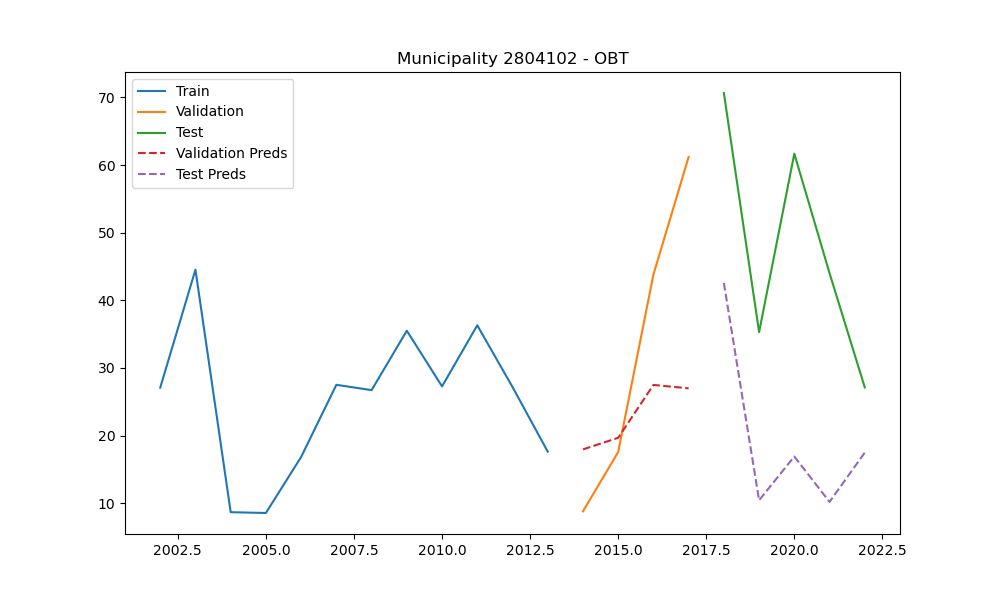 Municipality 2804102 - OBT
Train
Validation
Test
Validation Preds
Test Preds
70
60
50
40
30
20
10
2002.5 2005.0 2007.5 2010.0 2012.5 2015.0 2017.5 2020.0 2022.5